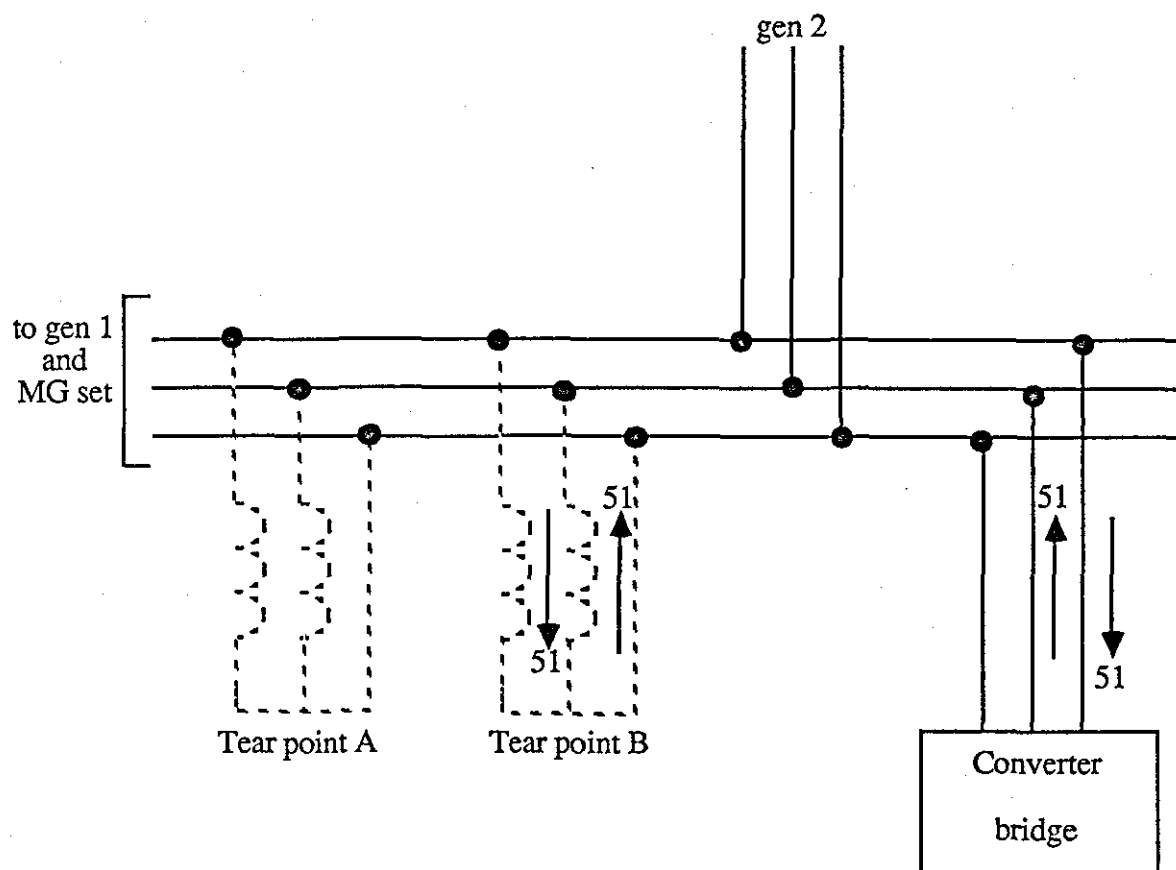 gen 2
to gen 1
and
MG set
51
51
51
51
Tear point A
Tear point B
Converter
bridge